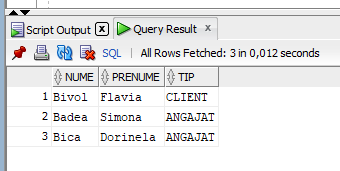 Script Output x Query Result x
SQL | All Rows Fetched: 3 in 0,012 seconds
NUME PRENUME TIP
1 Bivol Flavia CLIENT
2 Badea Simona ANGAJAT
3 Bica Dorinela ANGAJAT